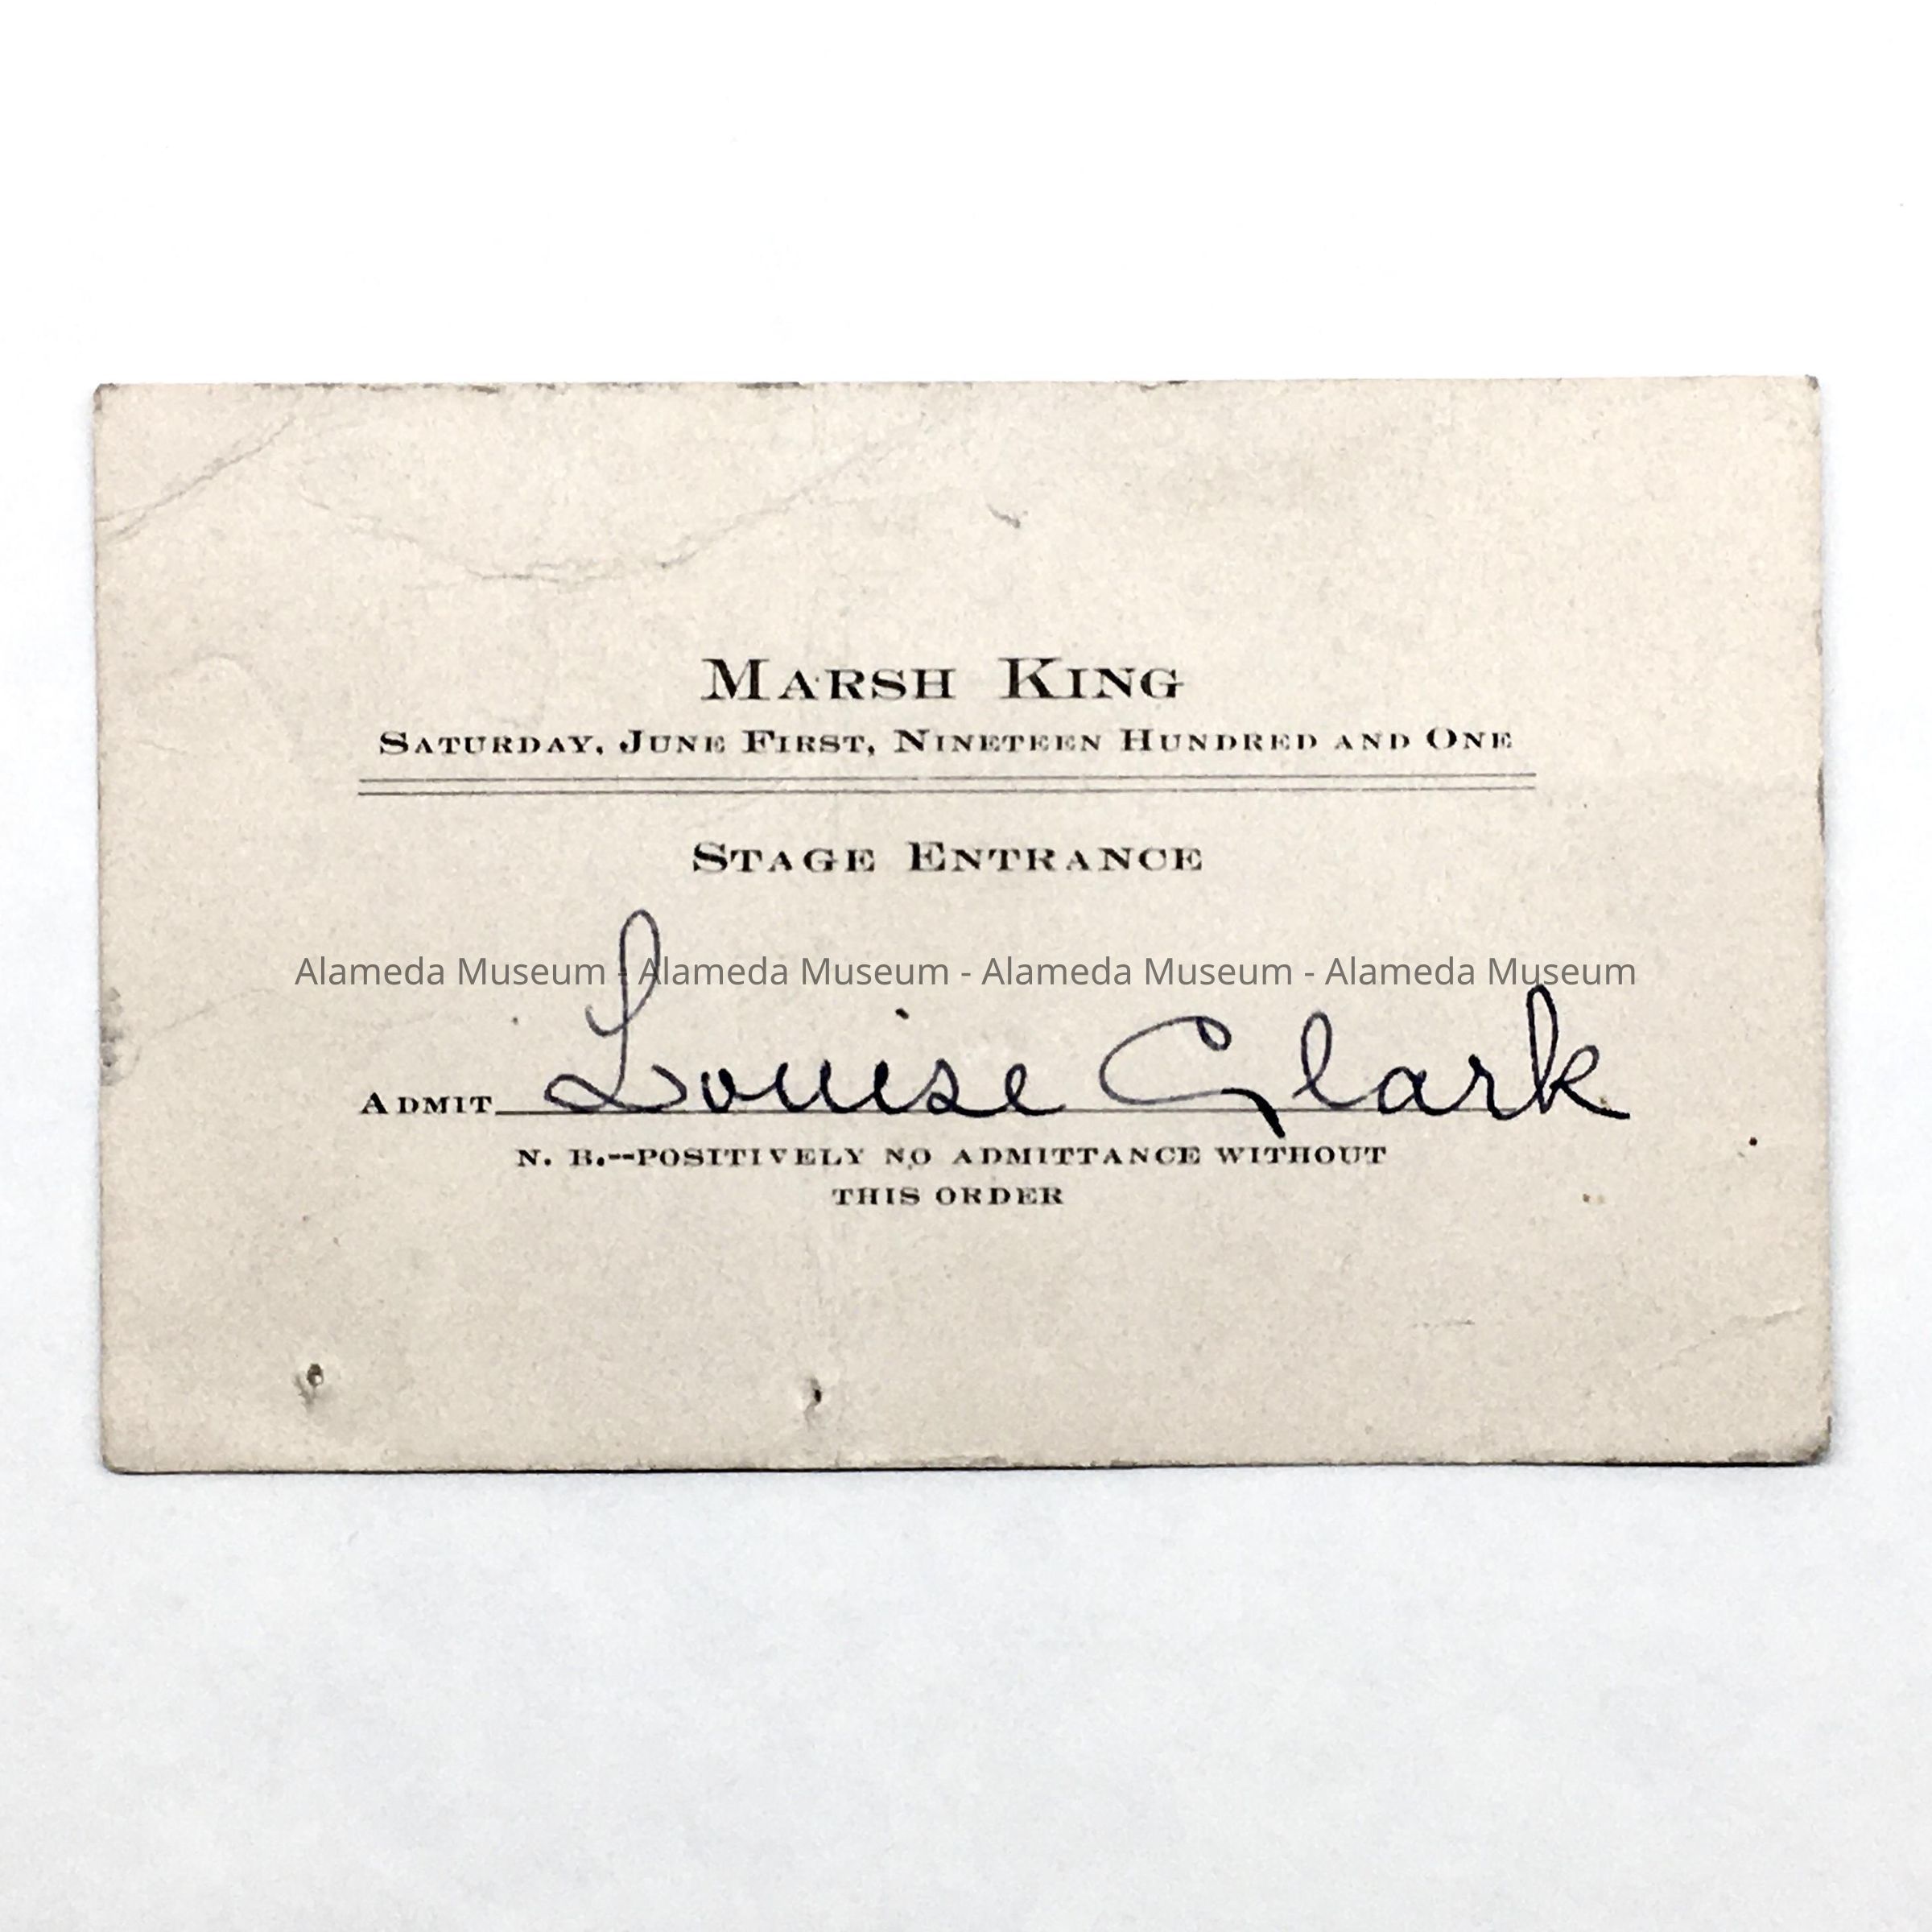 MARSH KING
SATURDAY, JUNE FIRST, NINETEEN HUNDRED AND ONE
STAGE ENTRANCE
Alameda Museum - Alameda Museum - Alameda Museum - Alameda Museum
ADMIT Louise Clark
N. B.--POSITIVELY NO ADMITTANCE WITHOUT
THIS ORDER